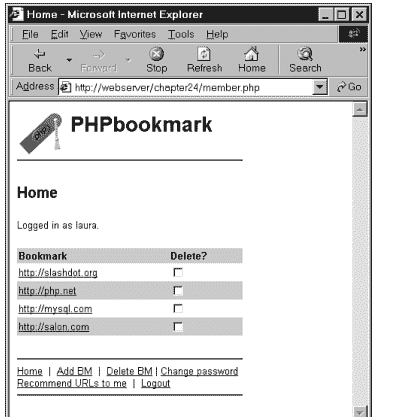 Home - Microsoft Internet Explorer
File Edit View Favorites Tools Help
Back Forward Stop Refresh Home Search »
Address http://webserver/chapter24/member.php Go
php
PHPbookmark
Home
Logged in as laura.
Bookmark Delete?
http://slashdot.org
http://php.net
http://mysql.com
http://salon.com
Home | Add BM | Delete BM | Change password
Recommend URLs to me | Logout